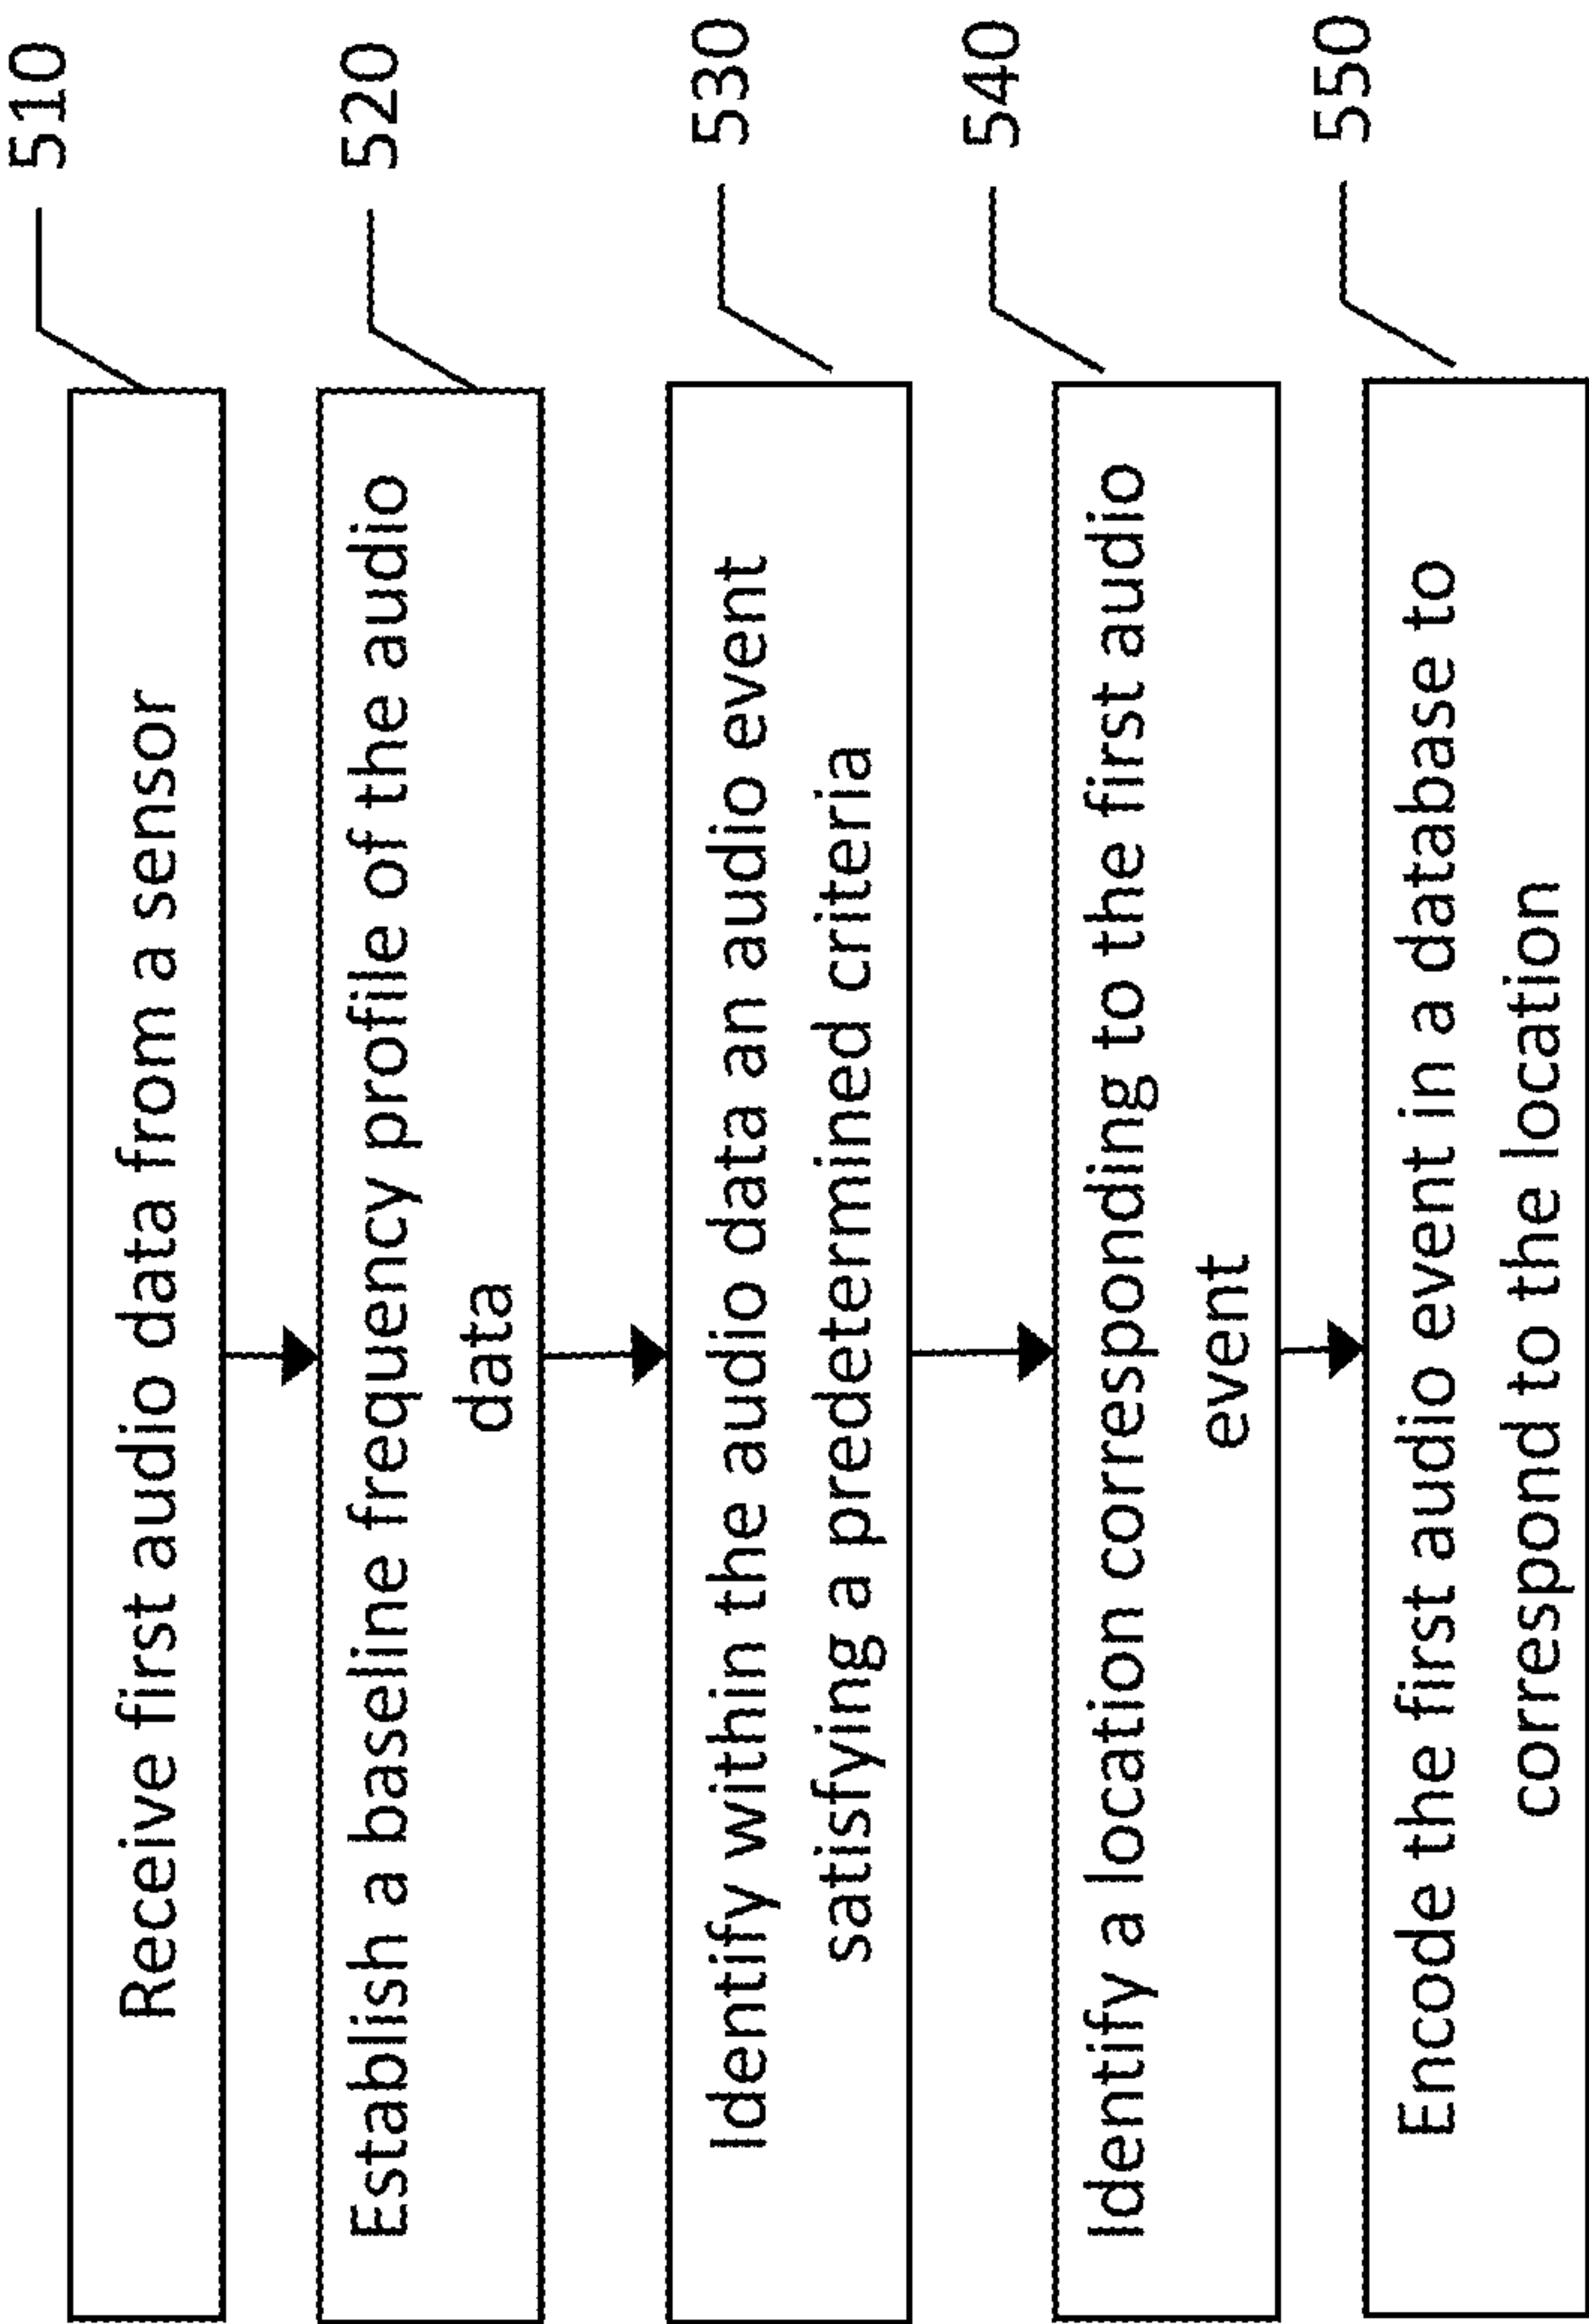 510
Receive first audio data from a sensor
520
Establish a baseline frequency profile of the audio
data
530
Identify within the audio data an audio event
satisfying a predetermined criteria
540
Identify a location corresponding to the first audio
event
550
Encode the first audio event in a database to
correspond to the location